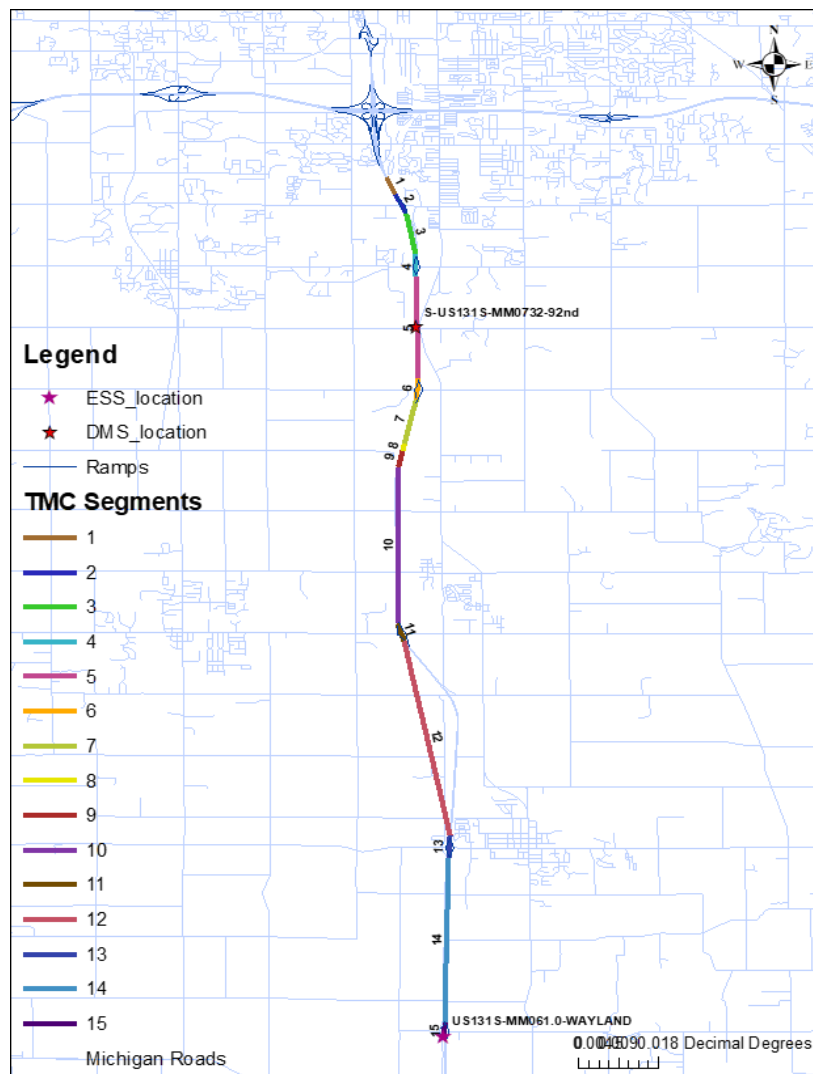 N
W E
S
1
2
3
4
S-US131S-MM0732-92nd
5
Legend
6
ESS_location
7
DMS_location
8
9
Ramps
TMC Segments
1
2
10
3
4
11
5
6
12
7
8
9
13
10
11
12
14
13
14
15
US131S-MM061.0-WAYLAND
15
Michigan Roads
Decimal Degrees